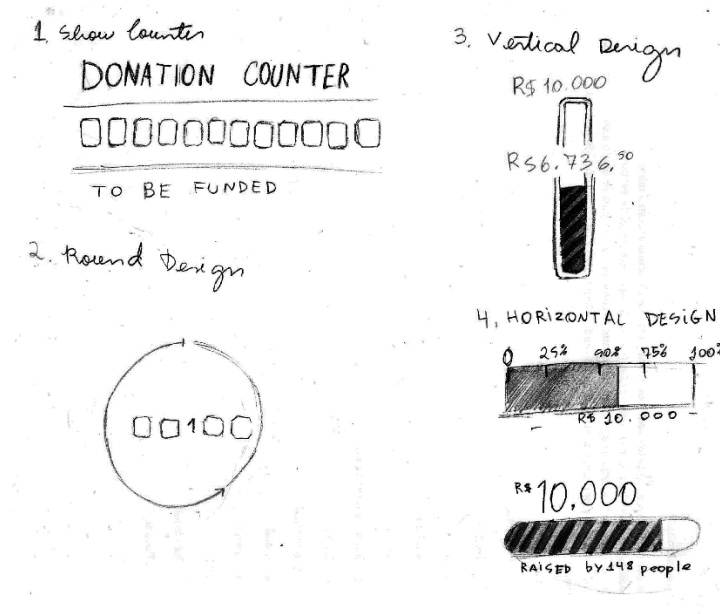 1. Show Counter
DONATION COUNTER
TO BE FUNDED
2. Round Design
1
3. Vertical Design
R$ 10.000
R$6.736,50
4. HORIZONTAL DESIGN
0 25% 50% 75% 100%
R$ 10.000
R$ 10,000
RAISED by 148 people